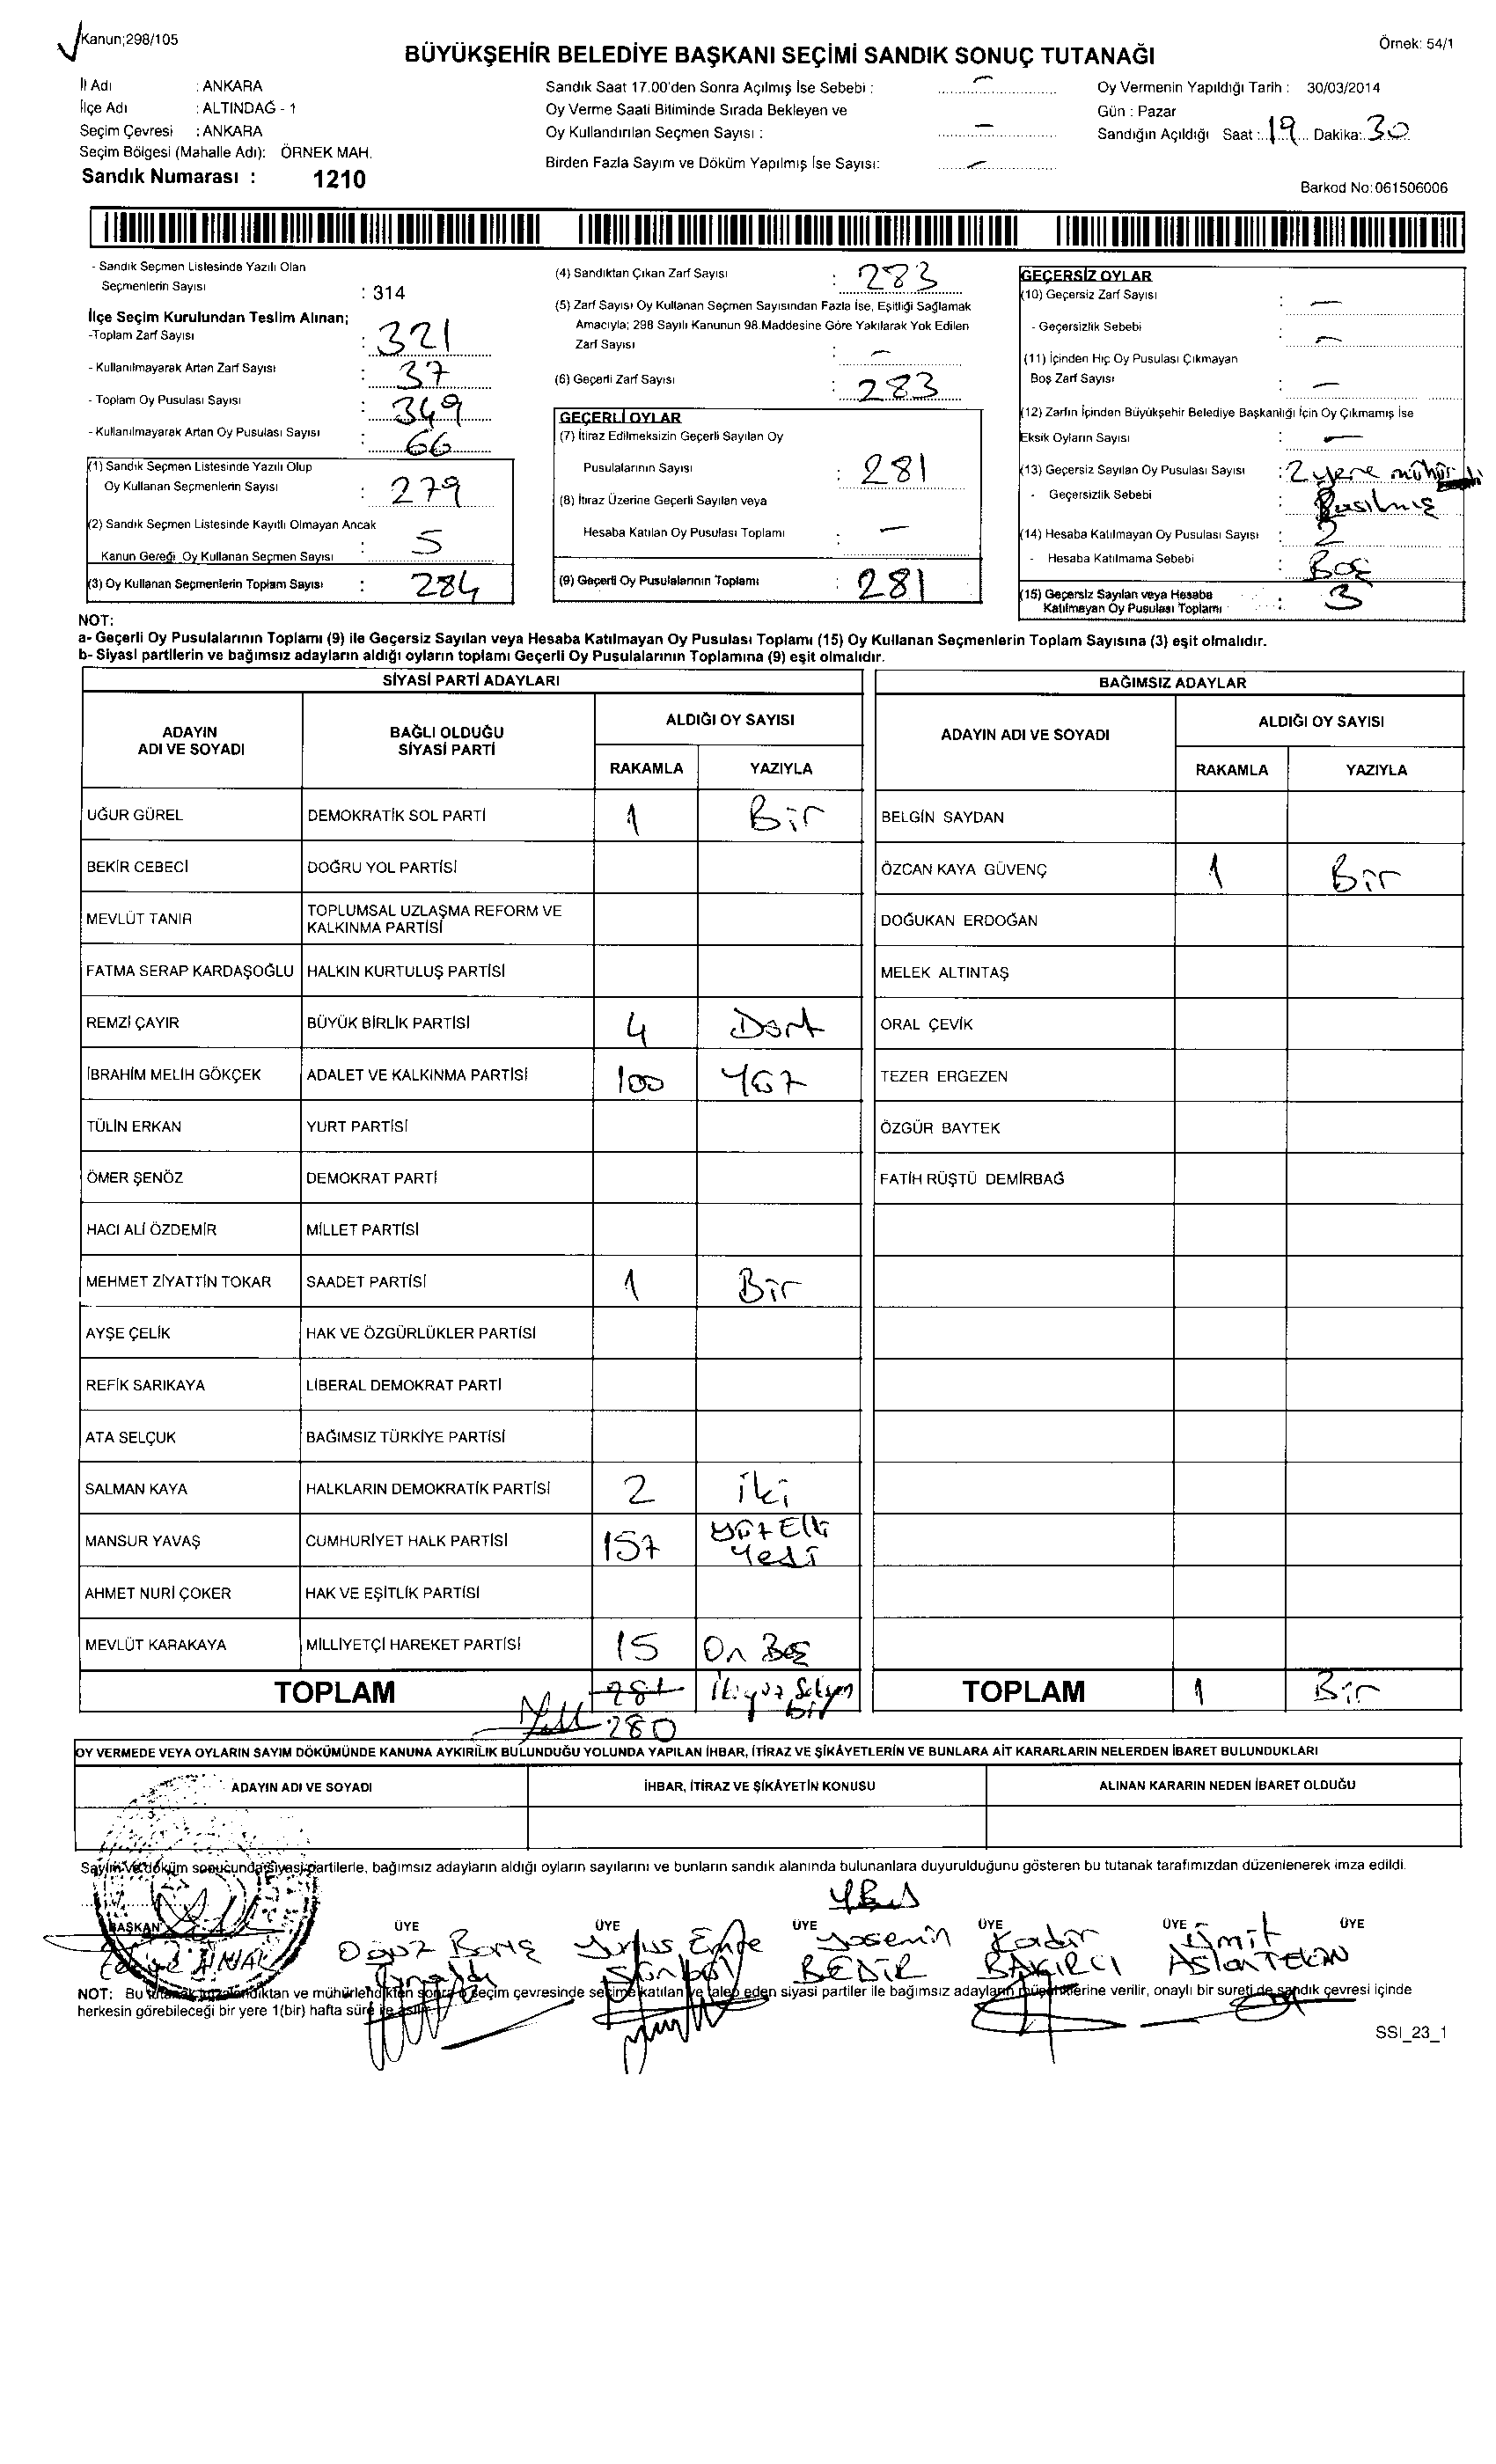 Kanun;298/105
Örnek: 54/1
BÜYÜKŞEHİR BELEDİYE BAŞKANI SEÇİMİ SANDIK SONUÇ TUTANAĞI
İl Adı : ANKARA
İlçe Adı : ALTINDAĞ - 1
Seçim Çevresi : ANKARA
Seçim Bölgesi (Mahalle Adı): ÖRNEK MAH.
Sandık Numarası : 1210
Sandık Saat 17.00'den Sonra Açılmış İse Sebebi : –
Oy Verme Saati Bitiminde Sırada Bekleyen ve
Oy Kullandırılan Seçmen Sayısı : –
Birden Fazla Sayım ve Döküm Yapılmış İse Sayısı: –
Oy Vermenin Yapıldığı Tarih : 30/03/2014
Gün : Pazar
Sandığın Açıldığı Saat : 19 Dakika: 30
Barkod No:061506006
- Sandık Seçmen Listesinde Yazılı Olan
Seçmenlerin Sayısı : 314
İlçe Seçim Kurulundan Teslim Alınan;
-Toplam Zarf Sayısı : 321
- Kullanılmayarak Artan Zarf Sayısı : 37
- Toplam Oy Pusulası Sayısı : 349
- Kullanılmayarak Artan Oy Pusulası Sayısı : 66
(1) Sandık Seçmen Listesinde Yazılı Olup
Oy Kullanan Seçmenlerin Sayısı : 279
(2) Sandık Seçmen Listesinde Kayıtlı Olmayan Ancak
Kanun Gereği Oy Kullanan Seçmen Sayısı : 5
(3) Oy Kullanan Seçmenlerin Toplam Sayısı : 284
(4) Sandıktan Çıkan Zarf Sayısı : 283
(5) Zarf Sayısı Oy Kullanan Seçmen Sayısından Fazla İse, Eşitliği Sağlamak
Amacıyla; 298 Sayılı Kanunun 98.Maddesine Göre Yakılarak Yok Edilen
Zarf Sayısı : –
(6) Geçerli Zarf Sayısı : 283
GEÇERLİ OYLAR
(7) İtiraz Edilmeksizin Geçerli Sayılan Oy
Pusulalarının Sayısı : 281
(8) İtiraz Üzerine Geçerli Sayılan veya
Hesaba Katılan Oy Pusulası Toplamı : –
(9) Geçerli Oy Pusulalarının Toplamı : 281
GEÇERSİZ OYLAR
(10) Geçersiz Zarf Sayısı : –
- Geçersizlik Sebebi : –
(11) İçinden Hiç Oy Pusulası Çıkmayan
Boş Zarf Sayısı : –
(12) Zarfın İçinden Büyükşehir Belediye Başkanlığı İçin Oy Çıkmamış İse
Eksik Oyların Sayısı : –
(13) Geçersiz Sayılan Oy Pusulası Sayısı : 2 yere mühür
- Geçersizlik Sebebi : Basılmış
(14) Hesaba Katılmayan Oy Pusulası Sayısı : 2
- Hesaba Katılmama Sebebi : Boş
(15) Geçersiz Sayılan veya Hesaba
Katılmayan Oy Pusulası Toplamı : 3
NOT:
a- Geçerli Oy Pusulalarının Toplamı (9) ile Geçersiz Sayılan veya Hesaba Katılmayan Oy Pusulası Toplamı (15) Oy Kullanan Seçmenlerin Toplam Sayısına (3) eşit olmalıdır.
b- Siyasi partilerin ve bağımsız adayların aldığı oyların toplamı Geçerli Oy Pusulalarının Toplamına (9) eşit olmalıdır.
SİYASİ PARTİ ADAYLARI
ADAYIN
ADI VE SOYADI
BAĞLI OLDUĞU
SİYASİ PARTİ
ALDIĞI OY SAYISI
RAKAMLA YAZIYLA
UĞUR GÜREL DEMOKRATİK SOL PARTİ 1 Bir
BEKİR CEBECİ DOĞRU YOL PARTİSİ
MEVLÜT TANIR TOPLUMSAL UZLAŞMA REFORM VE
KALKINMA PARTİSİ
FATMA SERAP KARDAŞOĞLU HALKIN KURTULUŞ PARTİSİ
REMZİ ÇAYIR BÜYÜK BİRLİK PARTİSİ 4 Dört
İBRAHİM MELİH GÖKÇEK ADALET VE KALKINMA PARTİSİ 100 Yüz
TÜLİN ERKAN YURT PARTİSİ
ÖMER ŞENÖZ DEMOKRAT PARTİ
HACI ALİ ÖZDEMİR MİLLET PARTİSİ
MEHMET ZİYATTİN TOKAR SAADET PARTİSİ 1 Bir
AYŞE ÇELİK HAK VE ÖZGÜRLÜKLER PARTİSİ
REFİK SARIKAYA LİBERAL DEMOKRAT PARTİ
ATA SELÇUK BAĞIMSIZ TÜRKİYE PARTİSİ
SALMAN KAYA HALKLARIN DEMOKRATİK PARTİSİ 2 iki
MANSUR YAVAŞ CUMHURİYET HALK PARTİSİ 157 yüz Elli
Yedi
AHMET NURİ ÇOKER HAK VE EŞİTLİK PARTİSİ
MEVLÜT KARAKAYA MİLLİYETÇİ HAREKET PARTİSİ 15 On Beş
TOPLAM 281 İkiyüz Seksen
bir
280
BAĞIMSIZ ADAYLAR
ADAYIN ADI VE SOYADI
ALDIĞI OY SAYISI
RAKAMLA YAZIYLA
BELGİN SAYDAN
ÖZCAN KAYA GÜVENÇ 1 Bir
DOĞUKAN ERDOĞAN
MELEK ALTINTAŞ
ORAL ÇEVİK
TEZER ERGEZEN
ÖZGÜR BAYTEK
FATİH RÜŞTÜ DEMİRBAĞ
TOPLAM 1 Bir
OY VERMEDE VEYA OYLARIN SAYIM DÖKÜMÜNDE KANUNA AYKIRILIK BULUNDUĞU YOLUNDA YAPILAN İHBAR, İTİRAZ VE ŞİKÂYETLERİN VE BUNLARA AİT KARARLARIN NELERDEN İBARET BULUNDUKLARI
ADAYIN ADI VE SOYADI İHBAR, İTİRAZ VE ŞİKÂYETİN KONUSU ALINAN KARARIN NEDEN İBARET OLDUĞU
Sayım ve döküm sonucunda siyasi partilerle, bağımsız adayların aldığı oyların sayılarını ve bunların sandık alanında bulunanlara duyurulduğunu gösteren bu tutanak tarafımızdan düzenlenerek imza edildi.
BAŞKAN ÜYE ÜYE ÜYE ÜYE ÜYE ÜYE
Oğuz Barış Yunus Emre Yasemin Kadir Ümit
BEDİR BAKIRCI AslanTEKİN
NOT: Bu tutanak imzalandıktan ve mühürlendikten sonra seçim çevresinde seçime katılan ve talep eden siyasi partiler ile bağımsız adayların müşahitlerine verilir, onaylı bir sureti de sandık çevresi içinde
herkesin görebileceği bir yere 1(bir) hafta süre ile asılır.
SSI_23_1